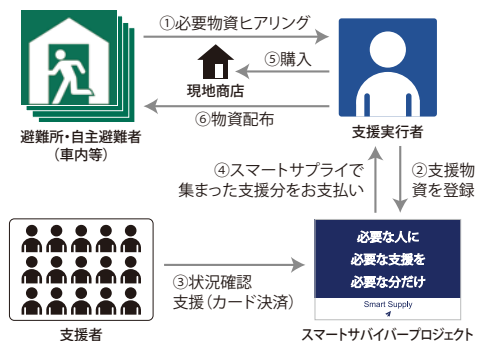 ①必要物資ヒアリング
⑤購入
現地商店
⑥物資配布
避難所・自主避難者
（車内等）
支援実行者
④スマートサプライで
集まった支援分をお支払い
②支援物
資を登録
必要な人に
必要な支援を
必要な分だけ
Smart Supply
③状況確認
支援（カード決済）
支援者
スマートサバイバープロジェクト